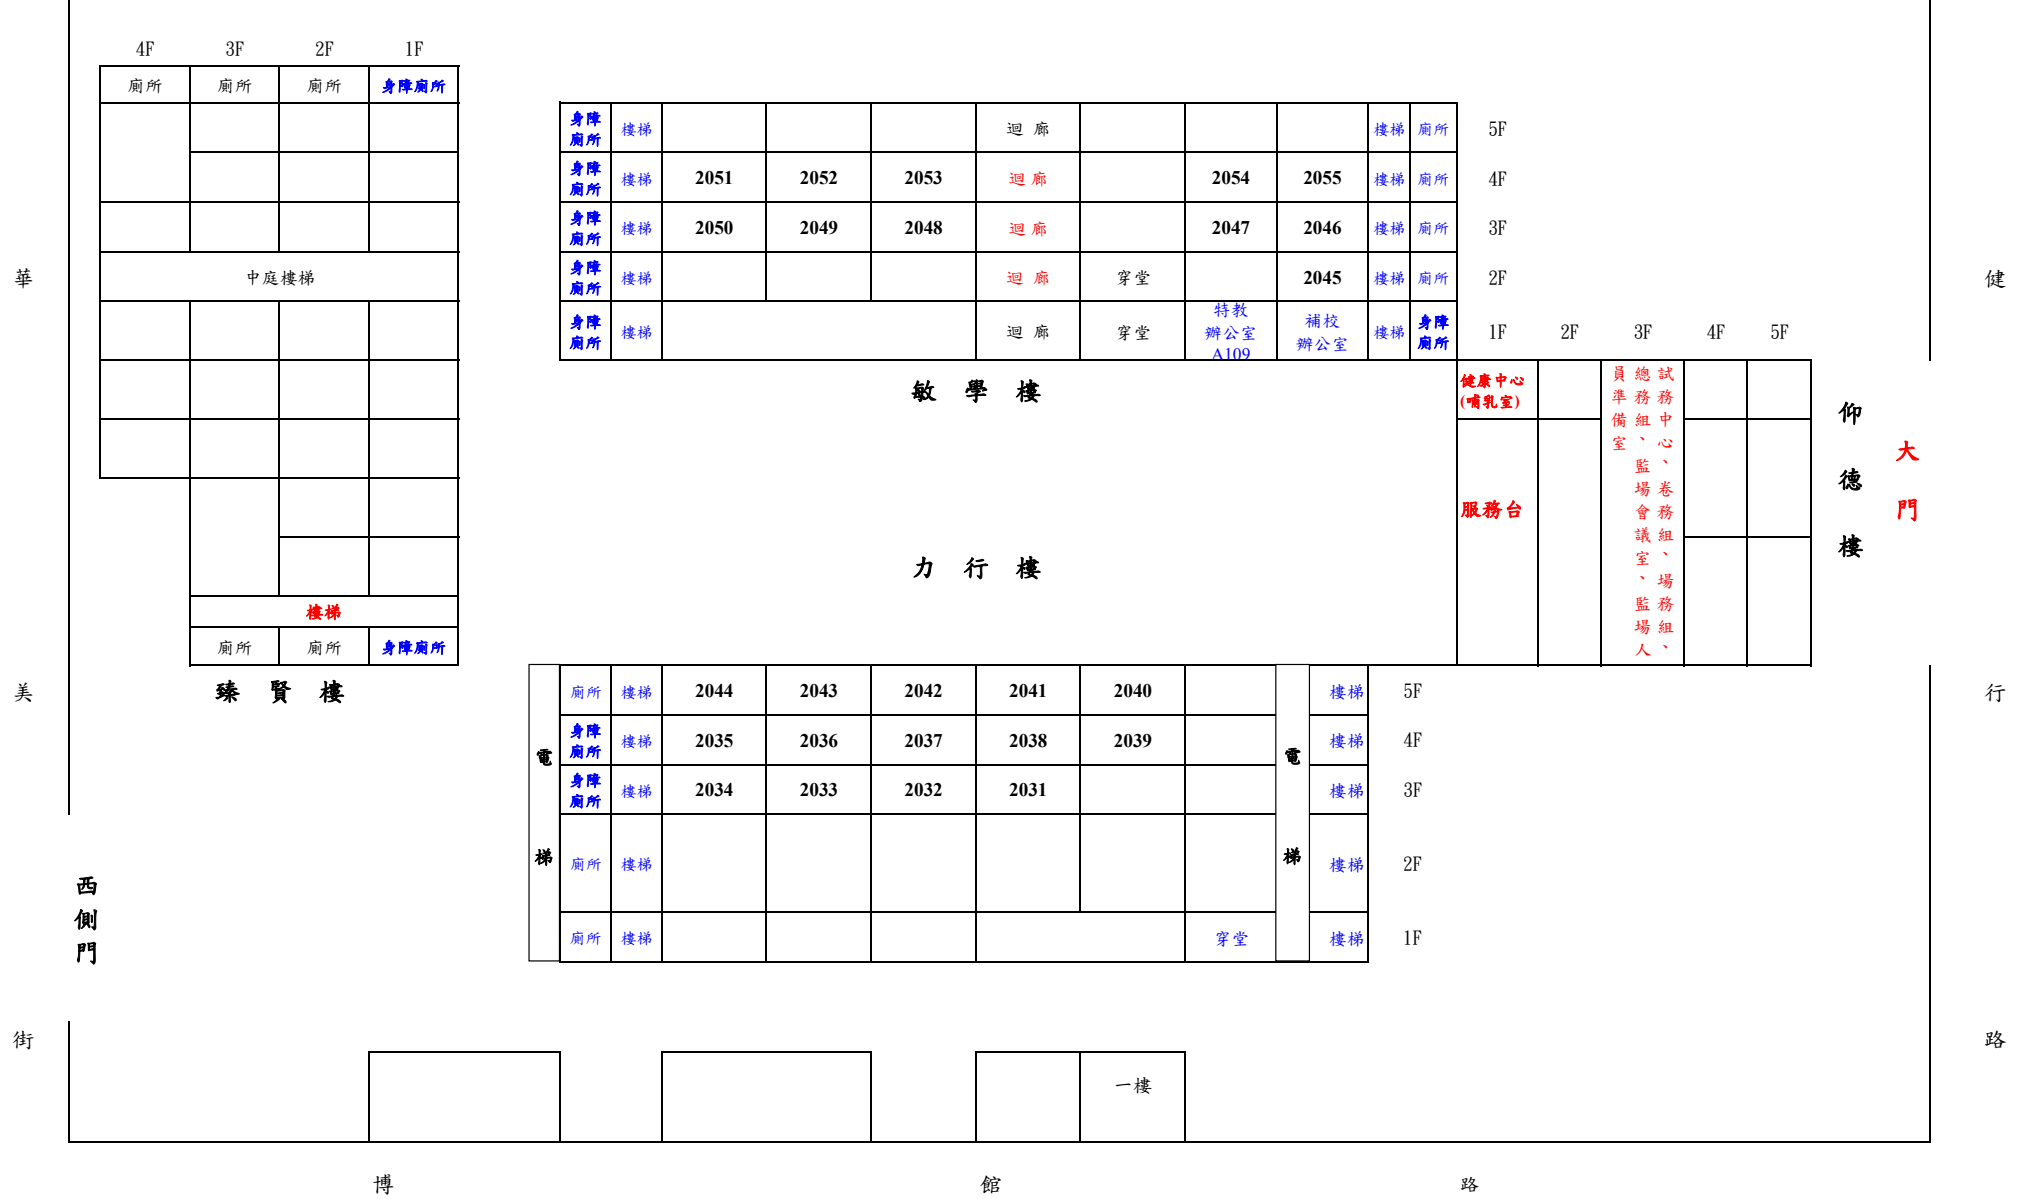 4F 3F 2F 1F
廁所 廁所 廁所 身障廁所
中庭樓梯
樓梯
廁所 廁所 身障廁所
臻賢樓
身障廁所 樓梯 迴廊 樓梯 廁所 5F
身障廁所 樓梯 2051 2052 2053 迴廊 2054 2055 樓梯 廁所 4F
身障廁所 樓梯 2050 2049 2048 迴廊 2047 2046 樓梯 廁所 3F
身障廁所 樓梯 迴廊 穿堂 2045 樓梯 廁所 2F
身障廁所 樓梯 迴廊 穿堂 特教辦公室A109 補校辦公室 樓梯 身障廁所 1F
敏學樓
2F 3F 4F 5F
健康中心
(哺乳室)
服務台
試務中心、卷務組、場務組、
總務組、監場會議室、監場人
員準備室
仰德樓
大門
力行樓
電梯
電梯
廁所 樓梯 2044 2043 2042 2041 2040 樓梯 5F
身障廁所 樓梯 2035 2036 2037 2038 2039 樓梯 4F
身障廁所 樓梯 2034 2033 2032 2031 樓梯 3F
廁所 樓梯 樓梯 2F
廁所 樓梯 穿堂 樓梯 1F
西側門
一樓
華美街
健行路
博館路